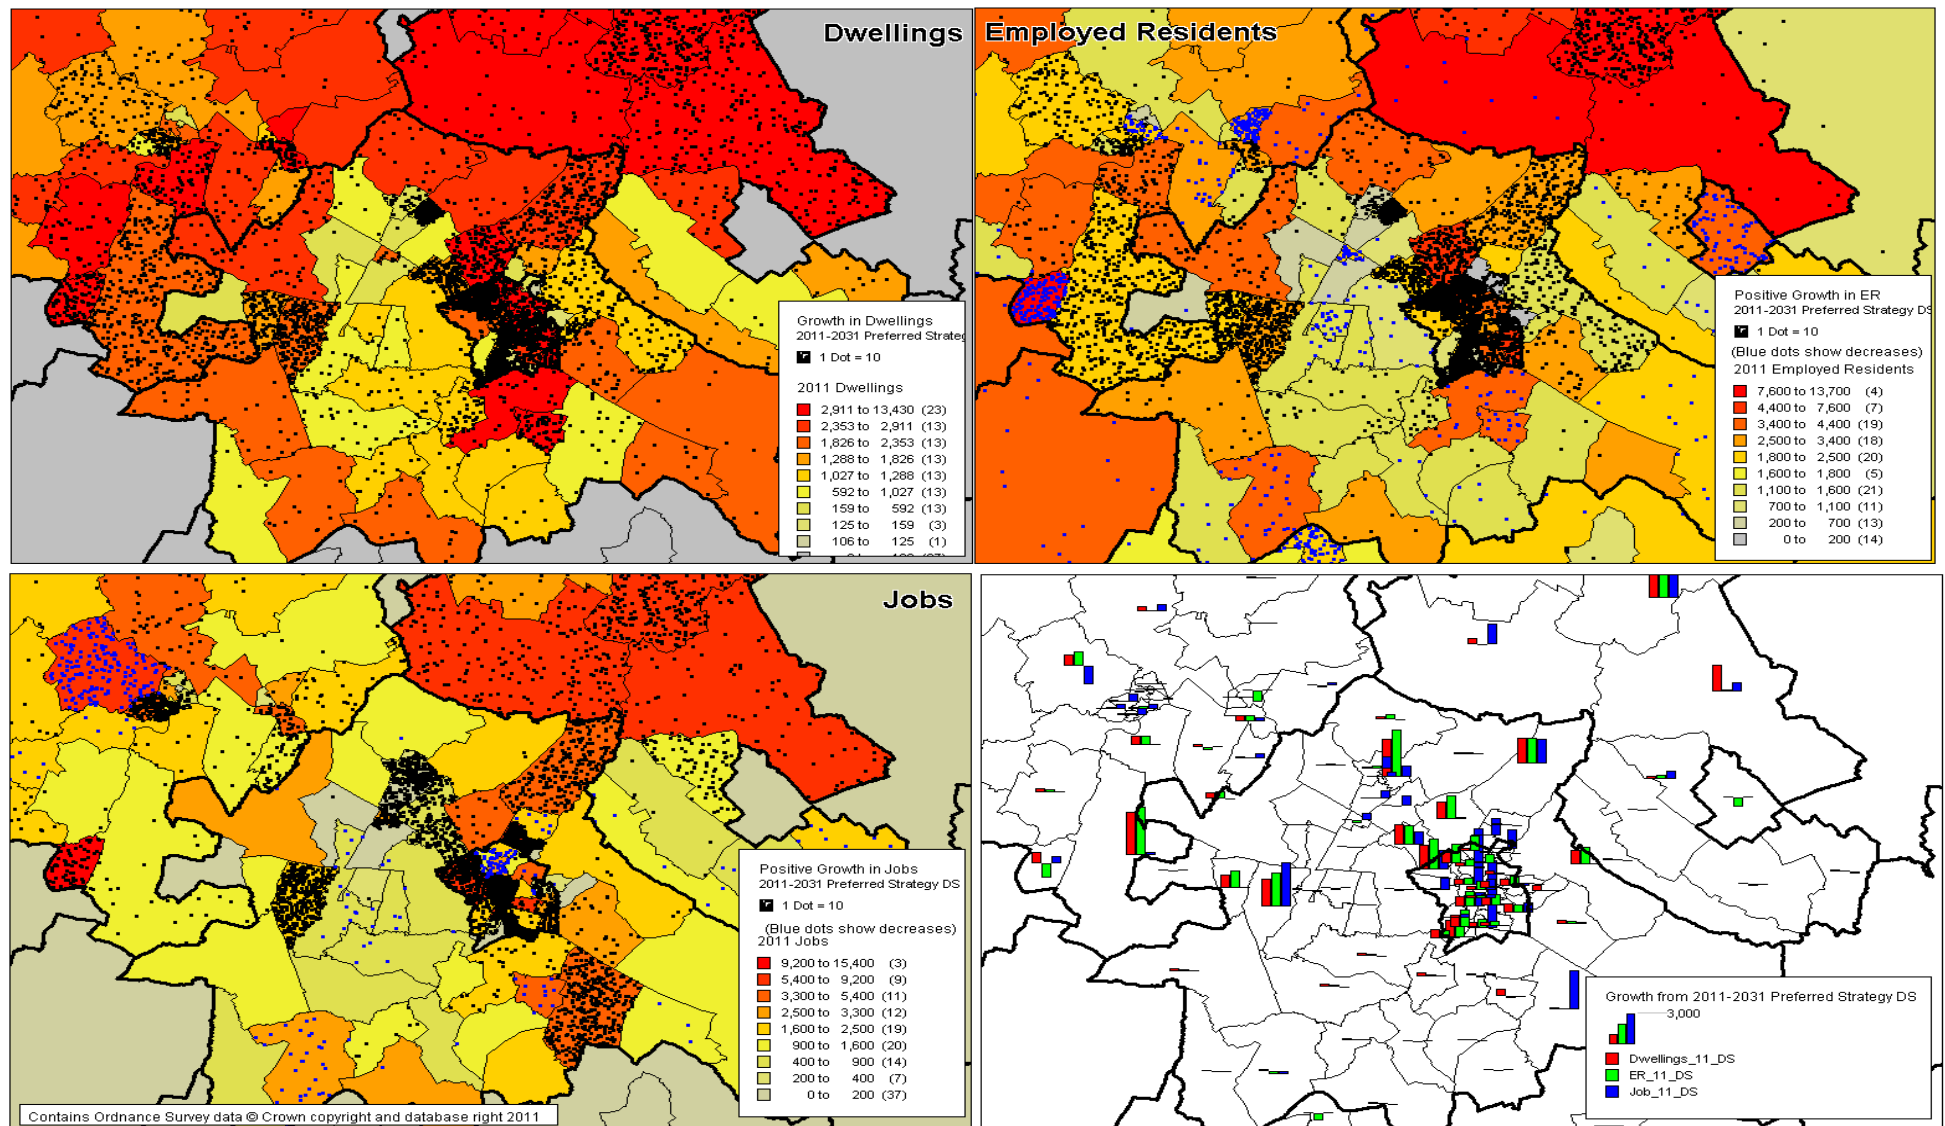 Dwellings
Growth in Dwellings
2011-2031 Preferred Strateg
1 Dot = 10
2011 Dwellings
2,911 to 13,430 (23)
2,353 to 2,911 (13)
1,826 to 2,353 (13)
1,288 to 1,826 (13)
1,027 to 1,288 (13)
592 to 1,027 (13)
159 to 592 (13)
125 to 159 (3)
106 to 125 (1)
Employed Residents
Positive Growth in ER
2011-2031 Preferred Strategy DS
1 Dot = 10
(Blue dots show decreases)
2011 Employed Residents
7,600 to 13,700 (4)
4,400 to 7,600 (7)
3,400 to 4,400 (19)
2,500 to 3,400 (18)
1,800 to 2,500 (20)
1,600 to 1,800 (5)
1,100 to 1,600 (21)
700 to 1,100 (11)
200 to 700 (13)
0 to 200 (14)
Jobs
Positive Growth in Jobs
2011-2031 Preferred Strategy DS
1 Dot = 10
(Blue dots show decreases)
2011 Jobs
9,200 to 15,400 (3)
5,400 to 9,200 (9)
3,300 to 5,400 (11)
2,500 to 3,300 (12)
1,600 to 2,500 (19)
900 to 1,600 (20)
400 to 900 (14)
200 to 400 (7)
0 to 200 (37)
Contains Ordnance Survey data © Crown copyright and database right 2011
Growth from 2011-2031 Preferred Strategy DS
3,000
Dwellings_11_DS
ER_11_DS
Job_11_DS